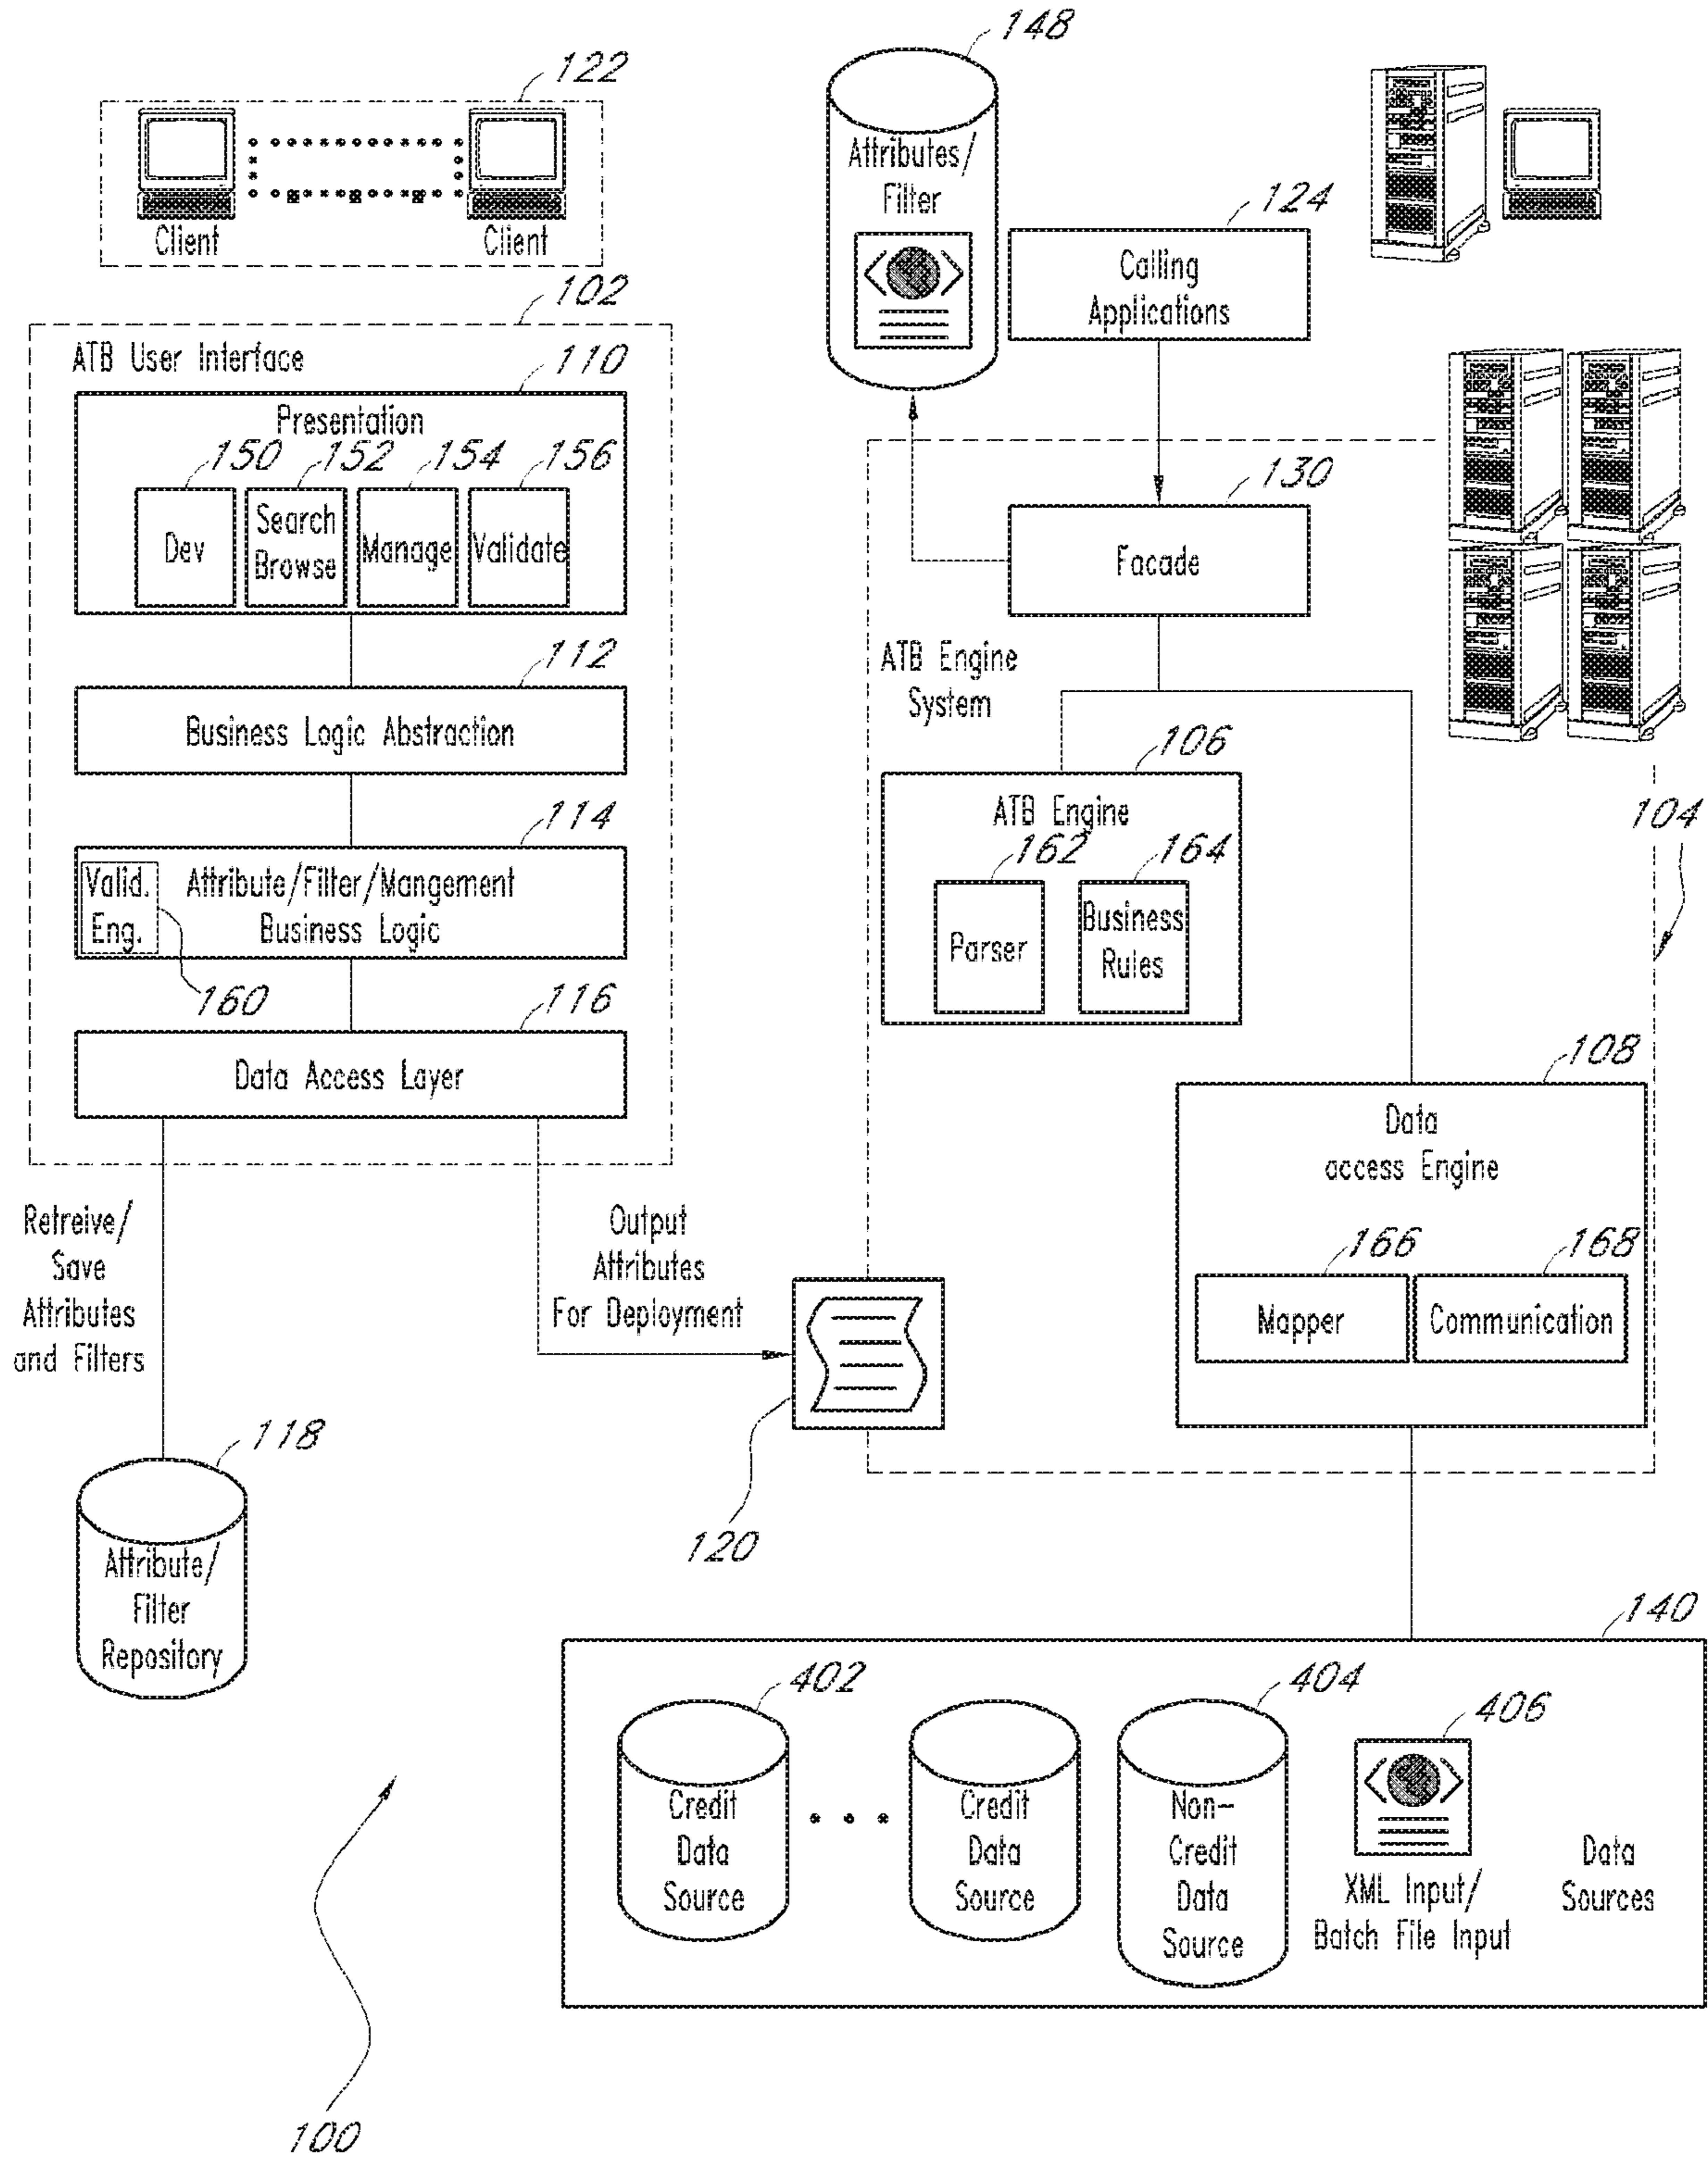 122
Client
Client
102
ATB User Interface
110
Presentation
150
152
154
156
Dev
Search
Browse
Manage
Validate
112
Business Logic Abstraction
114
Valid.
Eng.
Attribute/Filter/Mangement
Business Logic
160
116
Data Access Layer
Retreive/
Save
Attributes
and Filters
Output
Attributes
For Deployment
118
Attribute/
Filter
Repository
120
148
Attributes/
Filter
124
Calling
Applications
130
Facade
ATB Engine
System
106
ATB Engine
162
164
Parser
Business
Rules
104
108
Data
access Engine
166
168
Mapper
Communication
140
402
Credit
Data
Source
Credit
Data
Source
404
Non-
Credit
Data
Source
406
XML Input/
Batch File Input
Data
Sources
100